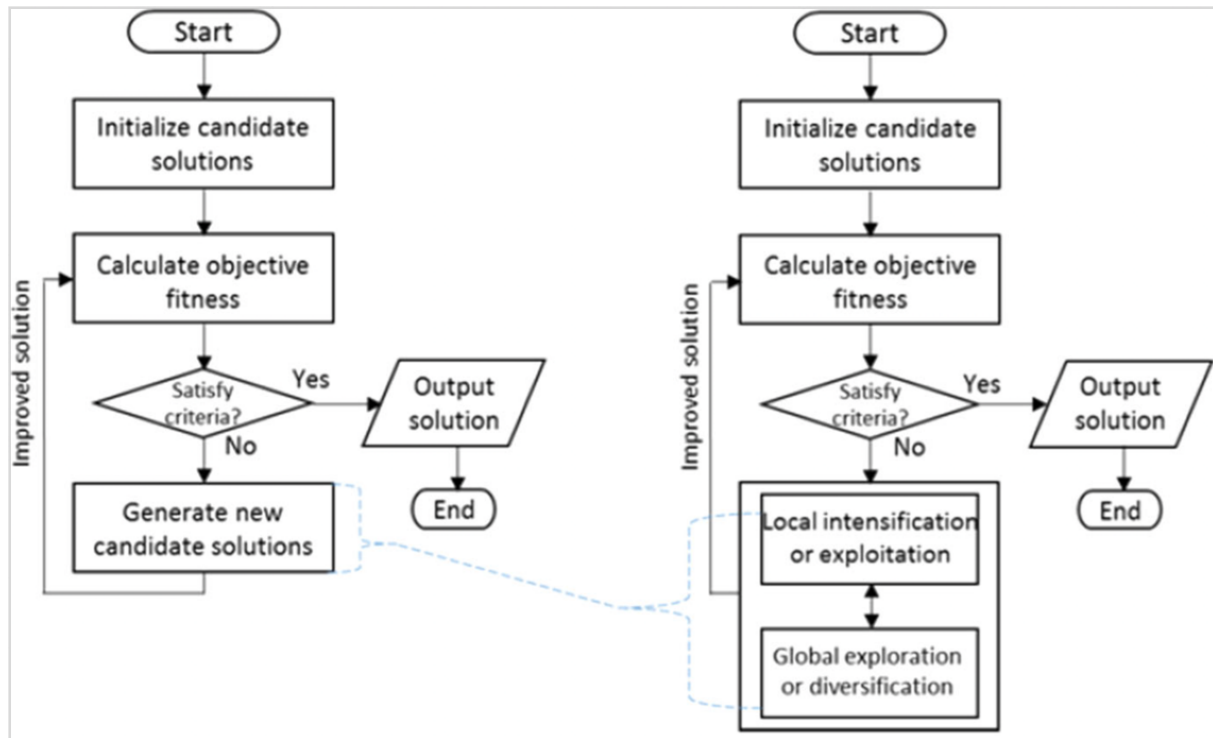 Start
Initialize candidate
solutions
Calculate objective
fitness
Improved solution
Satisfy
criteria?
Yes
No
Output
solution
End
Generate new
candidate solutions
Start
Initialize candidate
solutions
Calculate objective
fitness
Improved solution
Satisfy
criteria?
Yes
No
Output
solution
End
Local intensification
or exploitation
Global exploration
or diversification